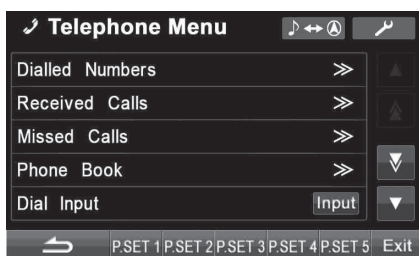 Telephone Menu
Dialled Numbers
Received Calls
Missed Calls
Phone Book
Dial Input Input
P.SET 1 P.SET 2 P.SET 3 P.SET 4 P.SET 5 Exit